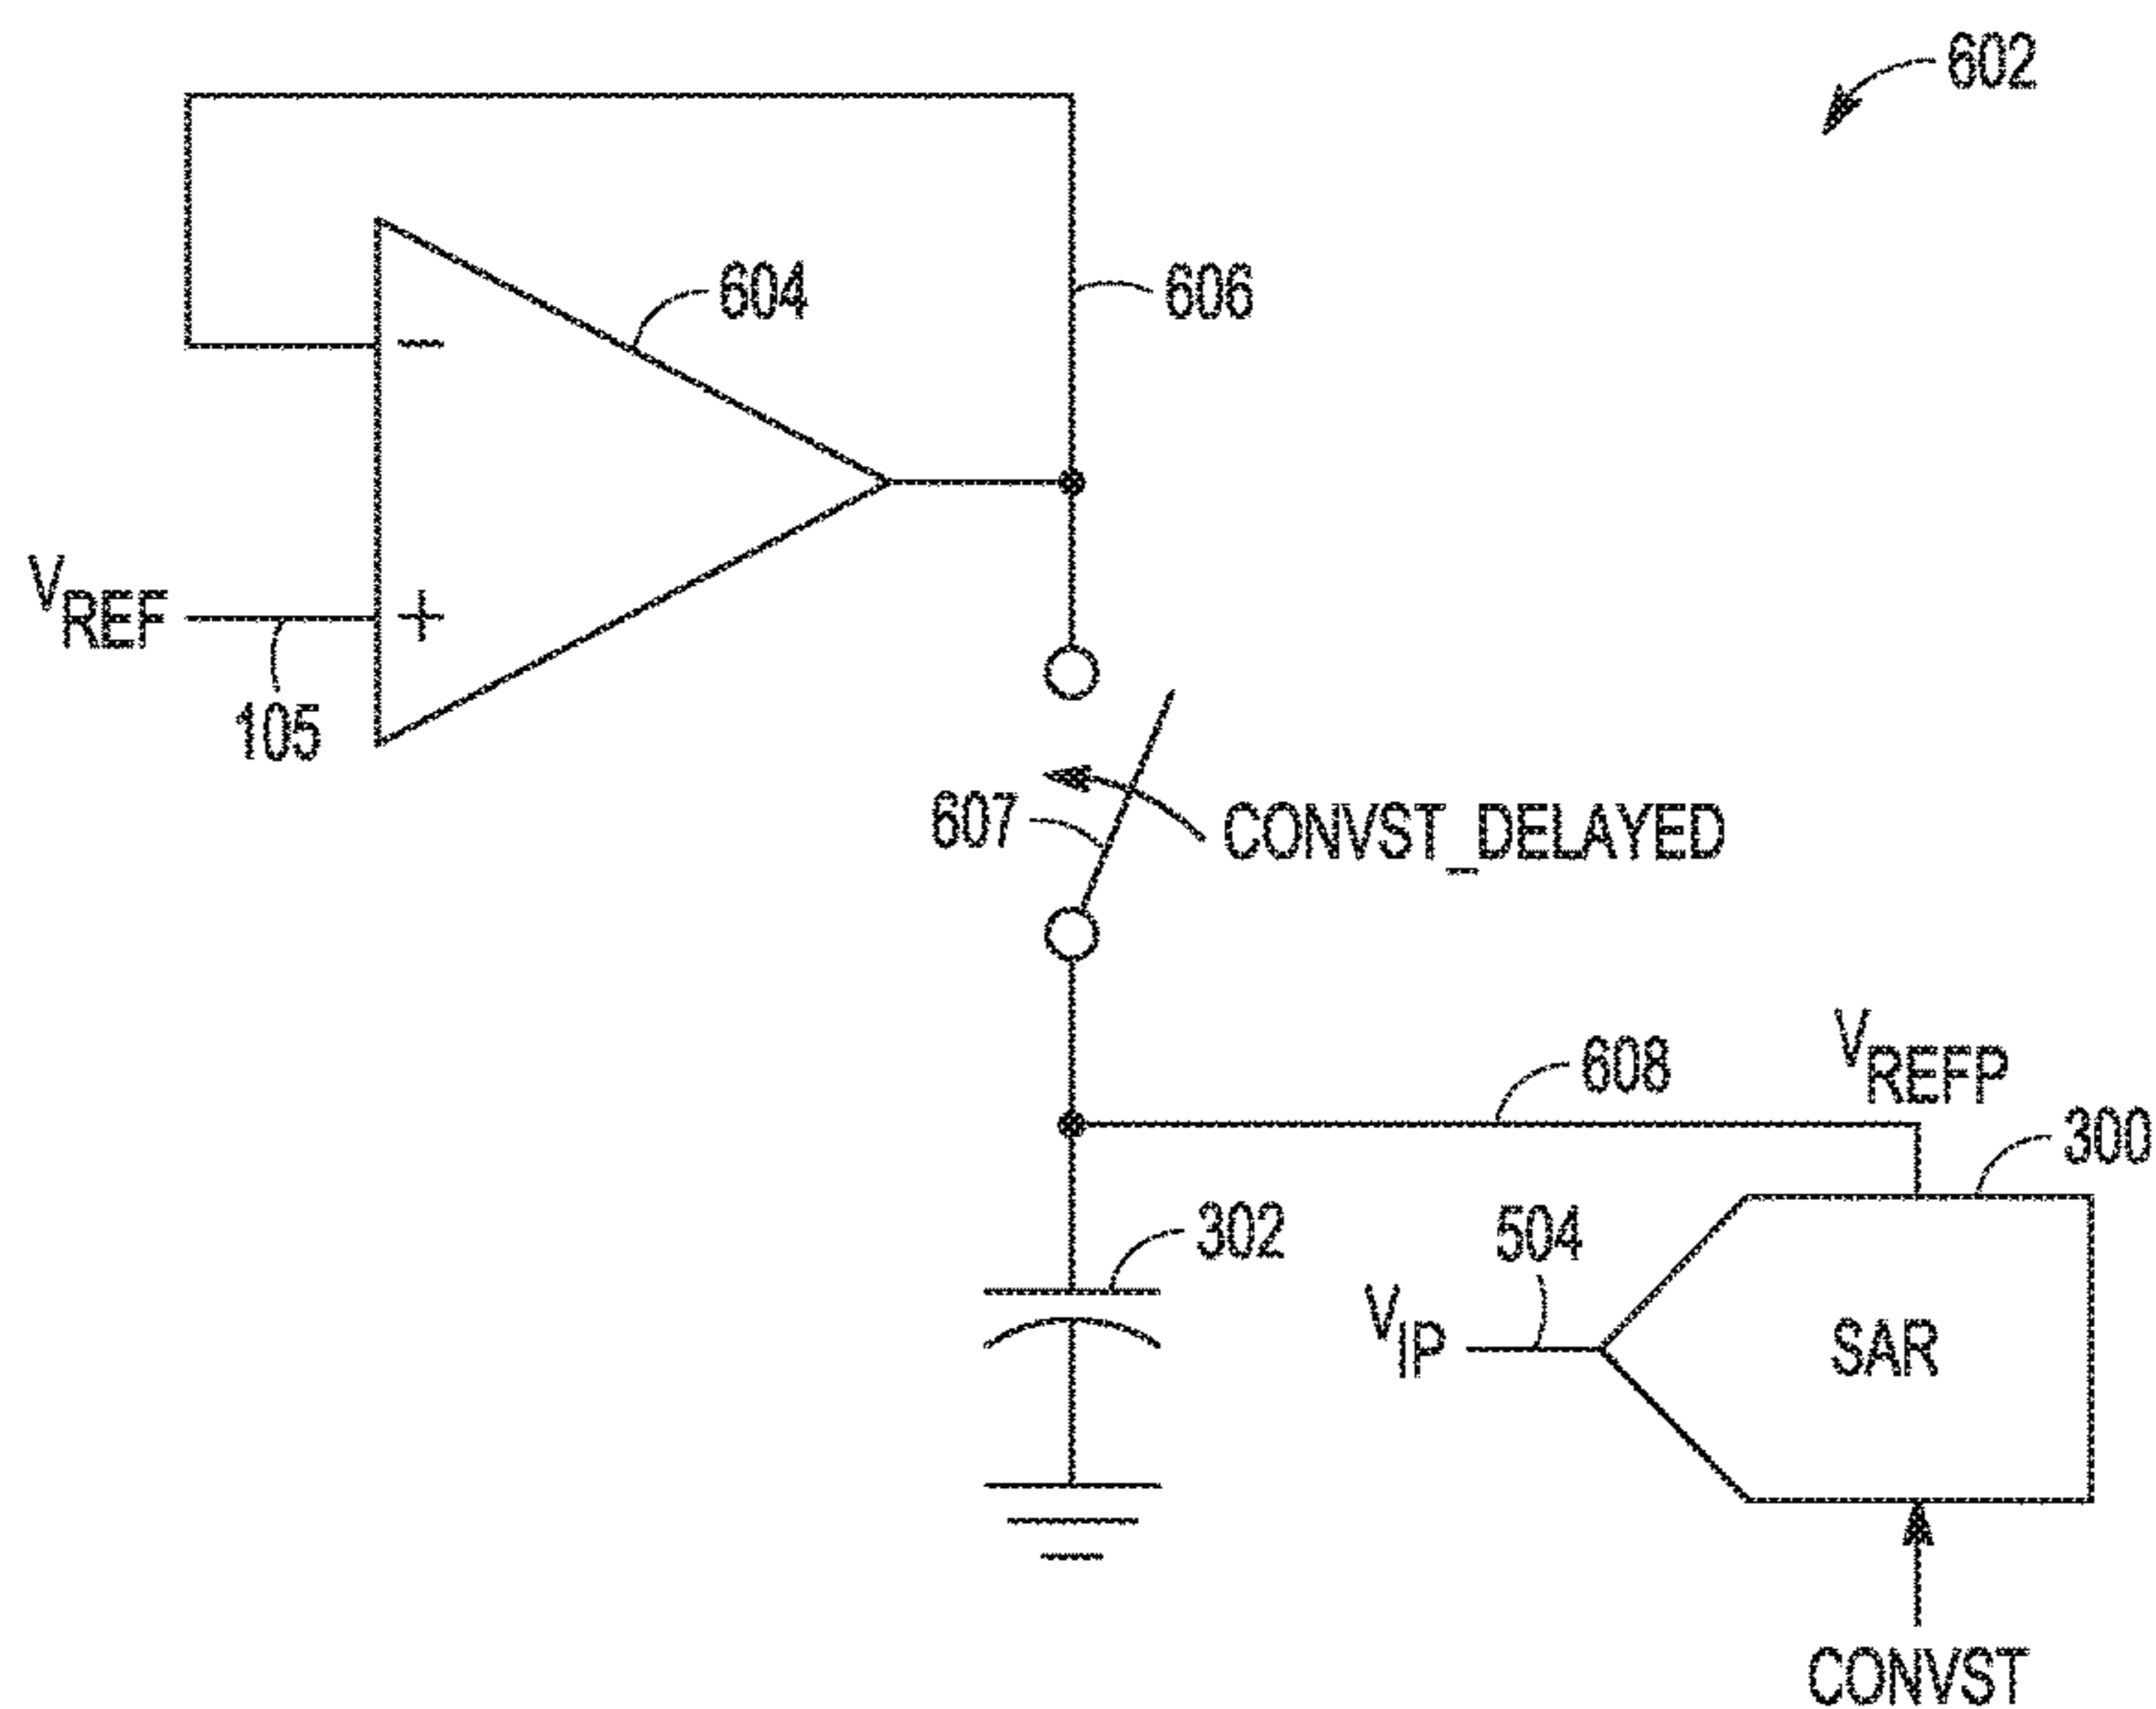 602
604
606
−
V_REF
+
105
607
CONVST_DELAYED
608
V_REFP
300
302
504
V_IP
SAR
CONVST